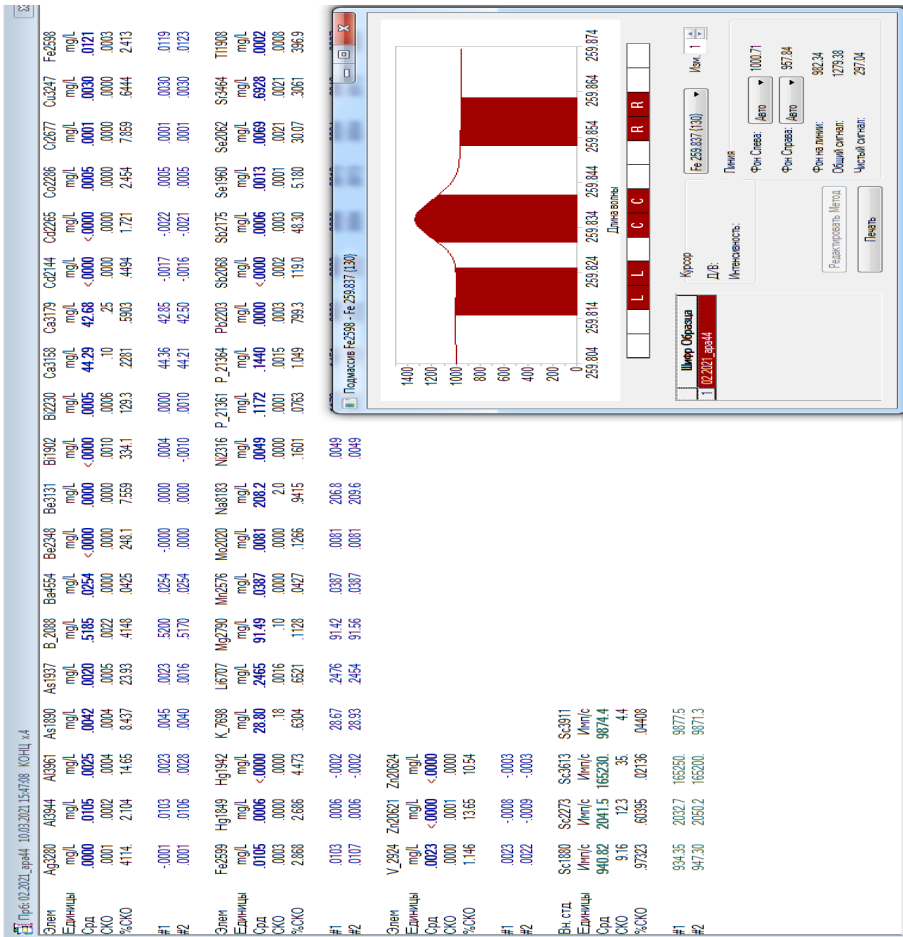 Прб: 02.2021_ара44 10.03.2021 15:47:08 КОНЦ х.4
Элем Ag3280 Al3944 Al3961 As1890 As1937 B_2088 Ba4554 Be2348 Be3131 Bi1902 Bi2230 Ca3158 Ca3179 Cd2144 Cd2265 Co2286 Cr2677 Cu3247 Fe2598
Единицы mg/L mg/L mg/L mg/L mg/L mg/L mg/L mg/L mg/L mg/L mg/L mg/L mg/L mg/L mg/L mg/L mg/L mg/L mg/L
Срд .0000 .0105 .0025 .0042 .0020 .5185 .0254 <.0000 .0000 <.0000 .0005 44.29 42.68 <.0000 <.0000 .0005 .0001 .0030 .0121
СКО .0001 .0002 .0004 .0004 .0005 .0022 .0000 .0000 .0000 .0010 .0006 .10 .25 .0000 .0000 .0000 .0000 .0000 .0003
%СКО 4114. 2.104 14.65 8.437 23.93 .4148 .0425 248.1 7.559 334.1 129.3 .2281 .5903 .4494 1.721 2.454 7.859 .6444 2.413
#1 -.0001 .0103 .0023 .0045 .0023 .5200 .0254 -.0000 .0000 .0004 .0000 44.36 42.85 -.0017 -.0022 .0005 .0001 .0030 .0119
#2 .0001 .0106 .0028 .0040 .0016 .5170 .0254 .0000 .0000 -.0010 .0010 44.21 42.50 -.0016 -.0021 .0005 .0001 .0030 .0123
Элем Fe2599 Hg1849 Hg1942 K_7698 Li6707 Mg2790 Mn2576 Mo2020 Na8183 Ni2316 P_21361 P_21364 Pb2203 Sb2068 Sb2175 Se1960 Se2062 Sr3464 Tl1908
Единицы mg/L mg/L mg/L mg/L mg/L mg/L mg/L mg/L mg/L mg/L mg/L mg/L mg/L mg/L mg/L mg/L mg/L mg/L mg/L
Срд .0105 .0006 <.0000 28.80 .2465 91.49 .0387 .0081 208.2 .0049 .1172 .1440 .0000 <.0000 .0006 .0013 .0069 .6928 .0002
СКО .0003 .0000 .0000 .18 .0016 .10 .0000 .0000 2.0 .0000 .0001 .0015 .0003 .0002 .0003 .0001 .0021 .0021 .0008
%СКО 2.868 2.686 4.473 .6304 .6521 .1128 .0427 .1266 .9415 .1601 .0763 1.049 799.3 119.0 48.30 5.180 30.07 .3061 396.9
#1 .0103 .0006 -.0002 28.67 .2476 91.42 .0387 .0081 206.8 .0049
#2 .0107 .0006 -.0002 28.93 .2454 91.56 .0387 .0081 209.6 .0049
Элем V_2924 Zn20621 Zn20624
Единицы mg/L mg/L mg/L
Срд .0023 <.0000 <.0000
СКО .0000 .0001 .0000
%СКО 1.146 13.65 10.54
#1 .0023 -.0008 -.0003
#2 .0022 -.0009 -.0003
Вн. стд. Sc1880 Sc2273 Sc3613 Sc3911
Единицы Имп/с Имп/с Имп/с Имп/с
Срд 940.82 2041.5 165230. 9874.4
СКО 9.16 12.3 35. 4.4
%СКО .97323 .60395 .02136 .04408
#1 934.35 2032.7 165250. 9877.5
#2 947.30 2050.2 165200. 9871.3
Подмассив Fe2598 - Fe 259.837 (130)
1400
1200
1000
800
600
400
200
0
259.804 259.814 259.824 259.834 259.844 259.854 259.864 259.874
Длина волны
L L C C R R
Шифр Образца
1 02.2021_ара44
Курсор
Д/В:
Интенсивность:
Fe 259.837 (130) Изм. 1
Линия
Фон Слева: Авто 1000.71
Фон Справа: Авто 957.84
Фон на линии: 982.34
Общий сигнал: 1279.38
Чистый сигнал: 297.04
Редактировать Метод
Печать